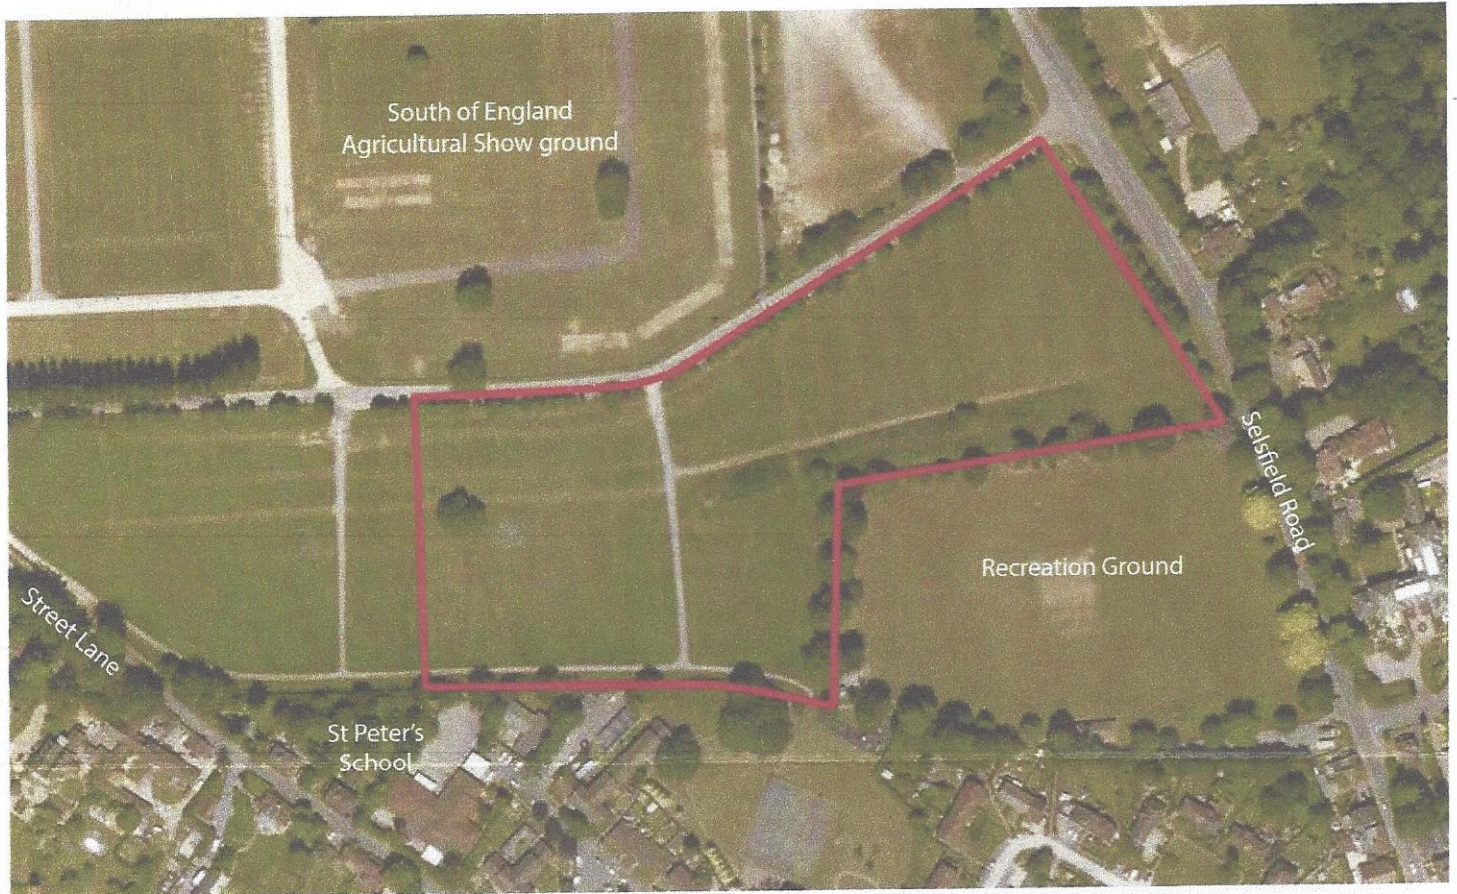 South of England
Agricultural Show ground
Selsfield Road
Recreation Ground
Street Lane
St Peter's
School